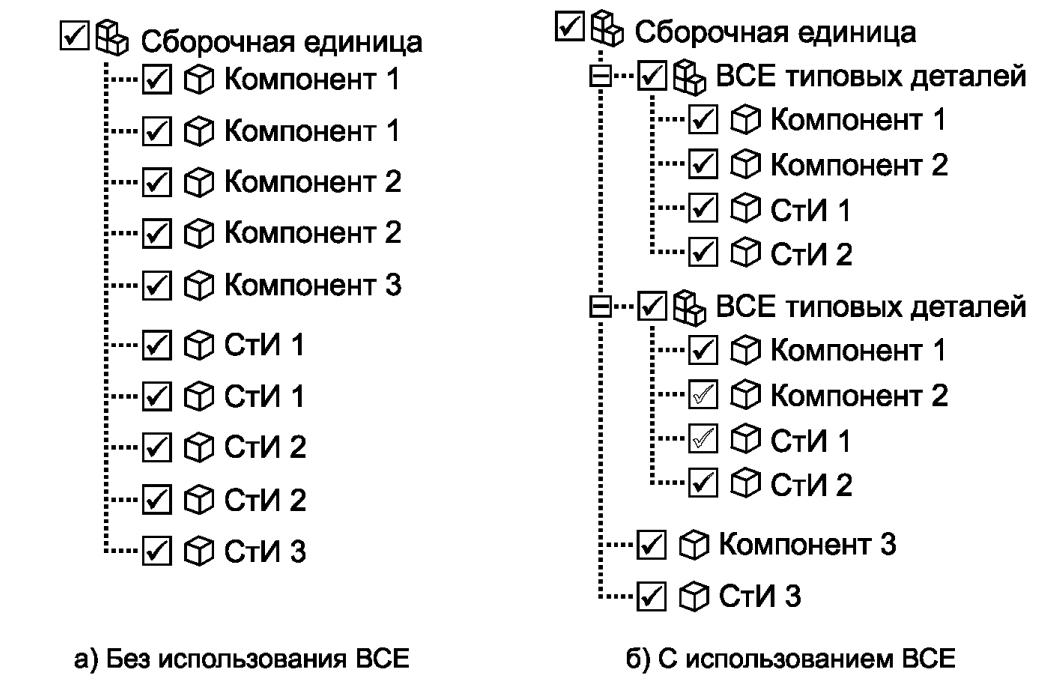 Сборочная единица
Компонент 1
Компонент 1
Компонент 2
Компонент 2
Компонент 3
СтИ 1
СтИ 1
СтИ 2
СтИ 2
СтИ 3
а) Без использования ВСЕ
Сборочная единица
ВСЕ типовых деталей
Компонент 1
Компонент 2
СтИ 1
СтИ 2
ВСЕ типовых деталей
Компонент 1
Компонент 2
СтИ 1
СтИ 2
Компонент 3
СтИ 3
б) С использованием ВСЕ